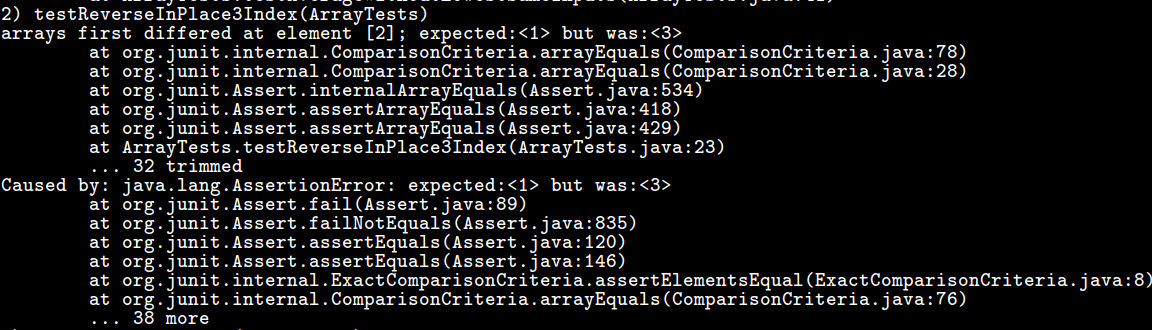 2) testReverseInPlace3Index(ArrayTests)
arrays first differed at element [2]; expected:<1> but was:<3>
at org.junit.internal.ComparisonCriteria.arrayEquals(ComparisonCriteria.java:78)
at org.junit.internal.ComparisonCriteria.arrayEquals(ComparisonCriteria.java:28)
at org.junit.Assert.internalArrayEquals(Assert.java:534)
at org.junit.Assert.assertArrayEquals(Assert.java:418)
at org.junit.Assert.assertArrayEquals(Assert.java:429)
at ArrayTests.testReverseInPlace3Index(ArrayTests.java:23)
... 32 trimmed
Caused by: java.lang.AssertionError: expected:<1> but was:<3>
at org.junit.Assert.fail(Assert.java:89)
at org.junit.Assert.failNotEquals(Assert.java:835)
at org.junit.Assert.assertEquals(Assert.java:120)
at org.junit.Assert.assertEquals(Assert.java:146)
at org.junit.internal.ExactComparisonCriteria.assertElementsEqual(ExactComparisonCriteria.java:8)
at org.junit.internal.ComparisonCriteria.arrayEquals(ComparisonCriteria.java:76)
... 38 more